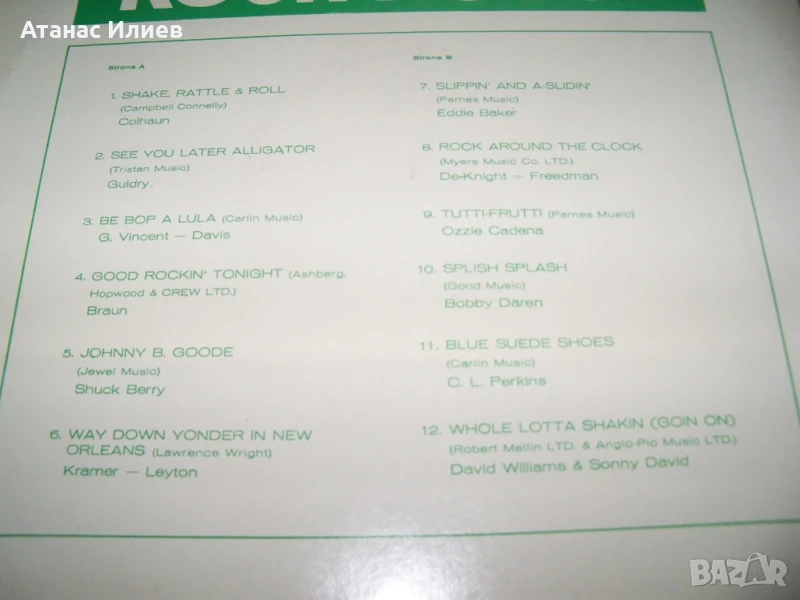 Атанас Илиев
Strona A
1. SHAKE, RATTLE & ROLL
(Campbell Connelly)
Colhaun
2. SEE YOU LATER ALLIGATOR
(Tristan Music)
Guldry.
3. BE BOP A LULA (Carlin Music)
G. Vincent — Davis
4. GOOD ROCKIN' TONIGHT (Ashberg,
Hopwood & CREW LTD.)
Braun
5. JOHNNY B. GOODE
(Jewel Music)
Shuck Berry
6. WAY DOWN YONDER IN NEW
ORLEANS (Lawrence Wright)
Kramer — Leyton
Strona B
7. SLIPPIN' AND A-SLIDIN'
(Parnes Music)
Eddie Baker
8. ROCK AROUND THE CLOCK
(Myers Music Co. LTD.)
De-Knight — Freedman
9. TUTTI-FRUTTI (Parnes Music)
Ozzie Cadena
10. SPLISH SPLASH
(Good Music)
Bobby Daren
11. BLUE SUEDE SHOES
(Carlin Music)
C. L. Perkins
12. WHOLE LOTTA SHAKIN (GOIN ON)
(Robert Mellin LTD. & Anglo-Pic Music LTD.)
David Williams & Sonny David
BAZAR